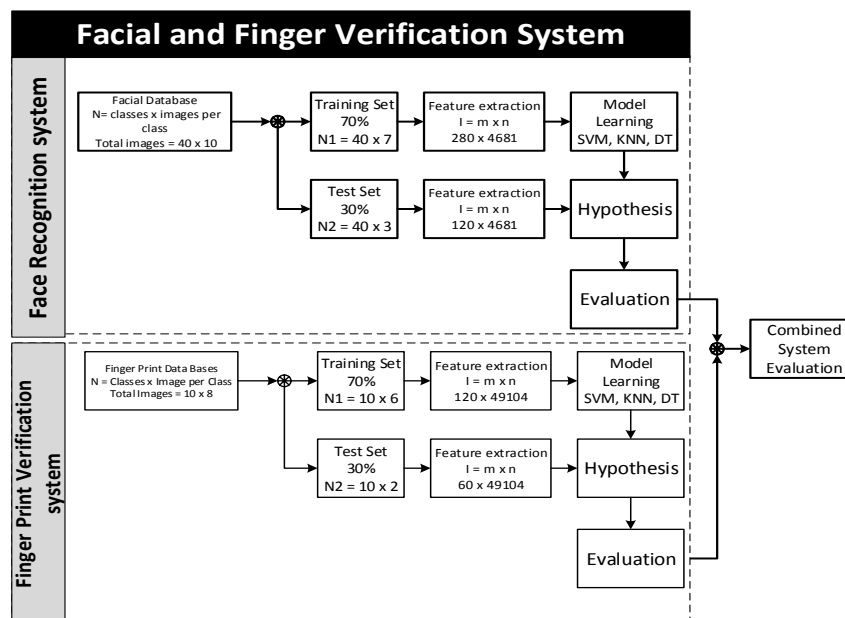 Facial and Finger Verification System
Face Recognition system
Facial Database
N= classes x images per
class
Total images = 40 x 10
Training Set
70%
N1 = 40 x 7
Feature extraction
I = m x n
280 x 4681
Model
Learning
SVM, KNN, DT
Test Set
30%
N2 = 40 x 3
Feature extraction
I = m x n
120 x 4681
Hypothesis
Evaluation
Combined
System
Evaluation
Finger Print Verification
system
Finger Print Data Bases
N = Classes x Image per Class
Total Images = 10 x 8
Training Set
70%
N1 = 10 x 6
Feature extraction
I = m x n
120 x 49104
Model
Learning
SVM, KNN, DT
Test Set
30%
N2 = 10 x 2
Feature extraction
I = m x n
60 x 49104
Hypothesis
Evaluation